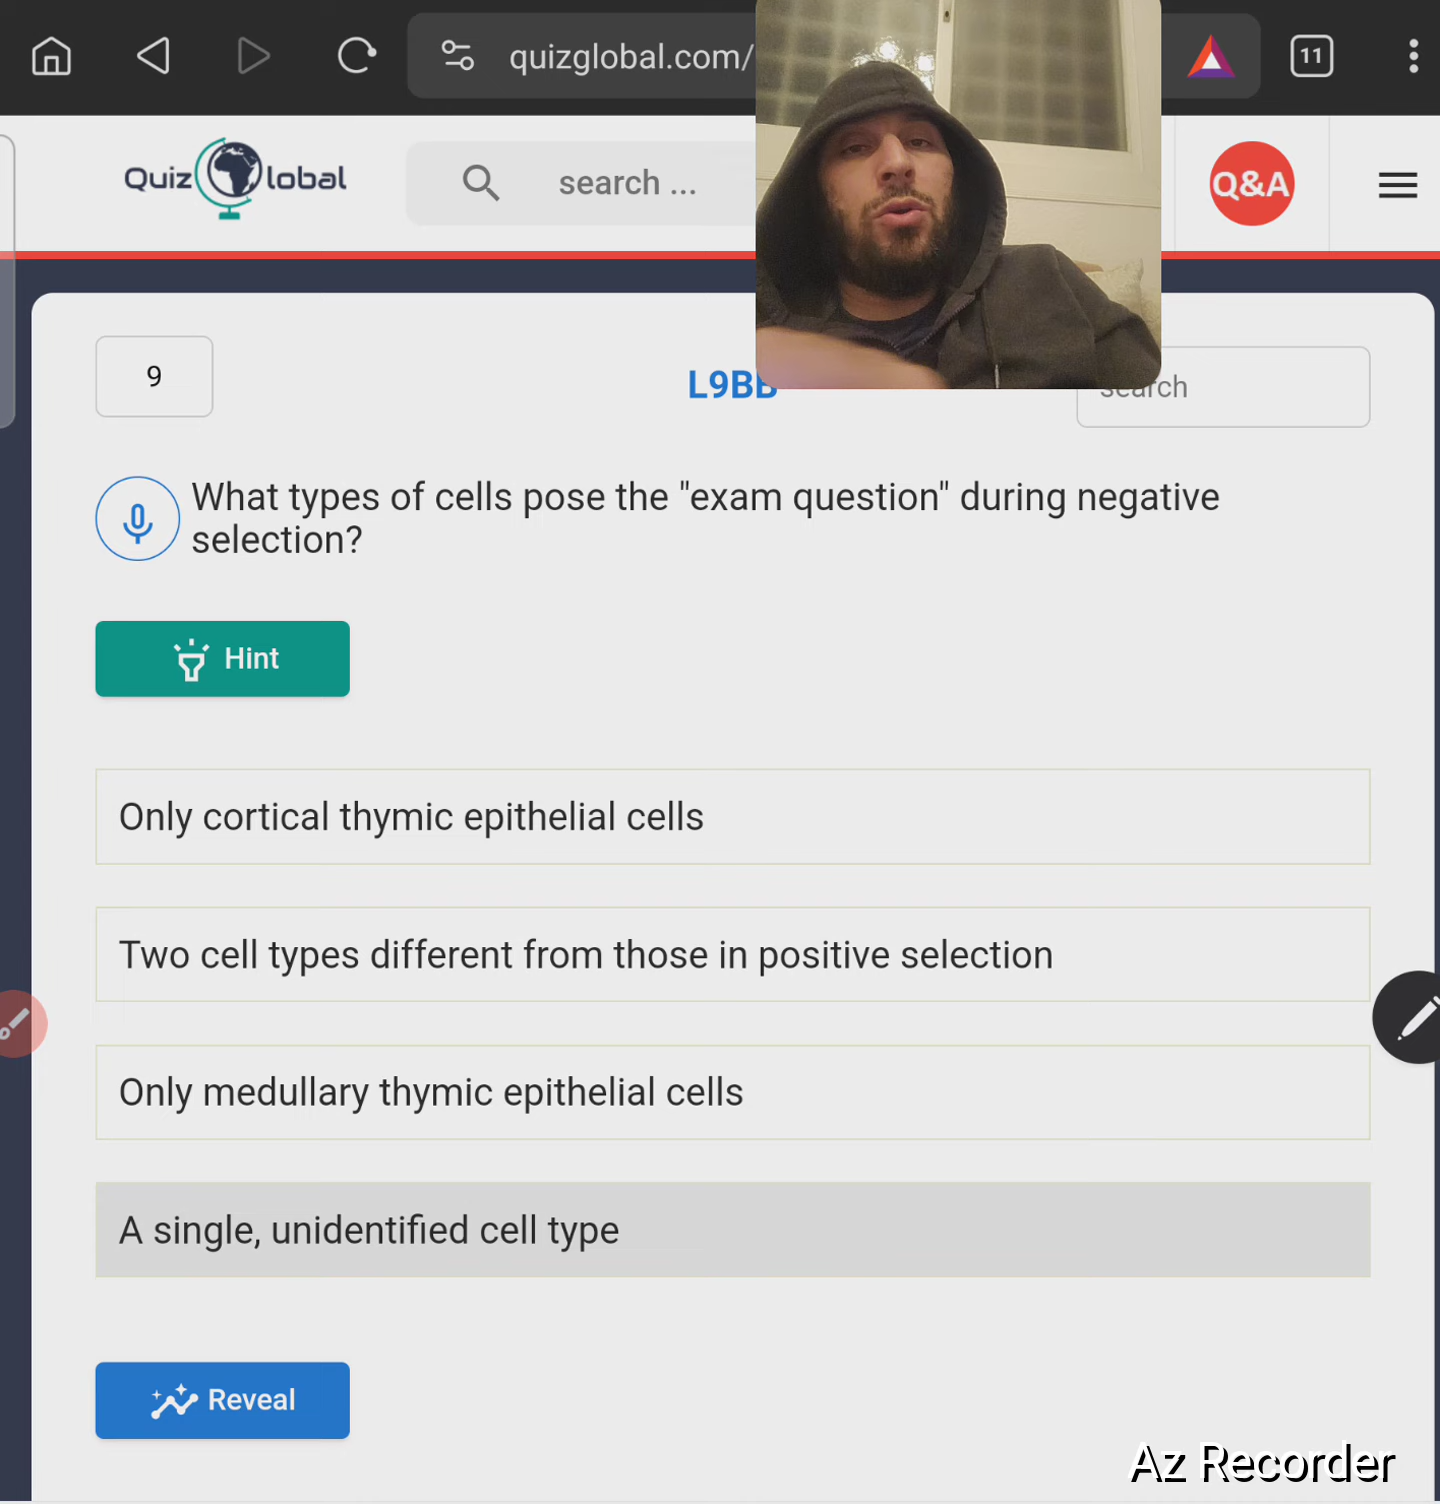 quizglobal.com/
11
Quiz Global
search ...
Q&A
9
L9BB
search
What types of cells pose the "exam question" during negative
selection?
Hint
Only cortical thymic epithelial cells
Two cell types different from those in positive selection
Only medullary thymic epithelial cells
A single, unidentified cell type
Reveal
Az Recorder